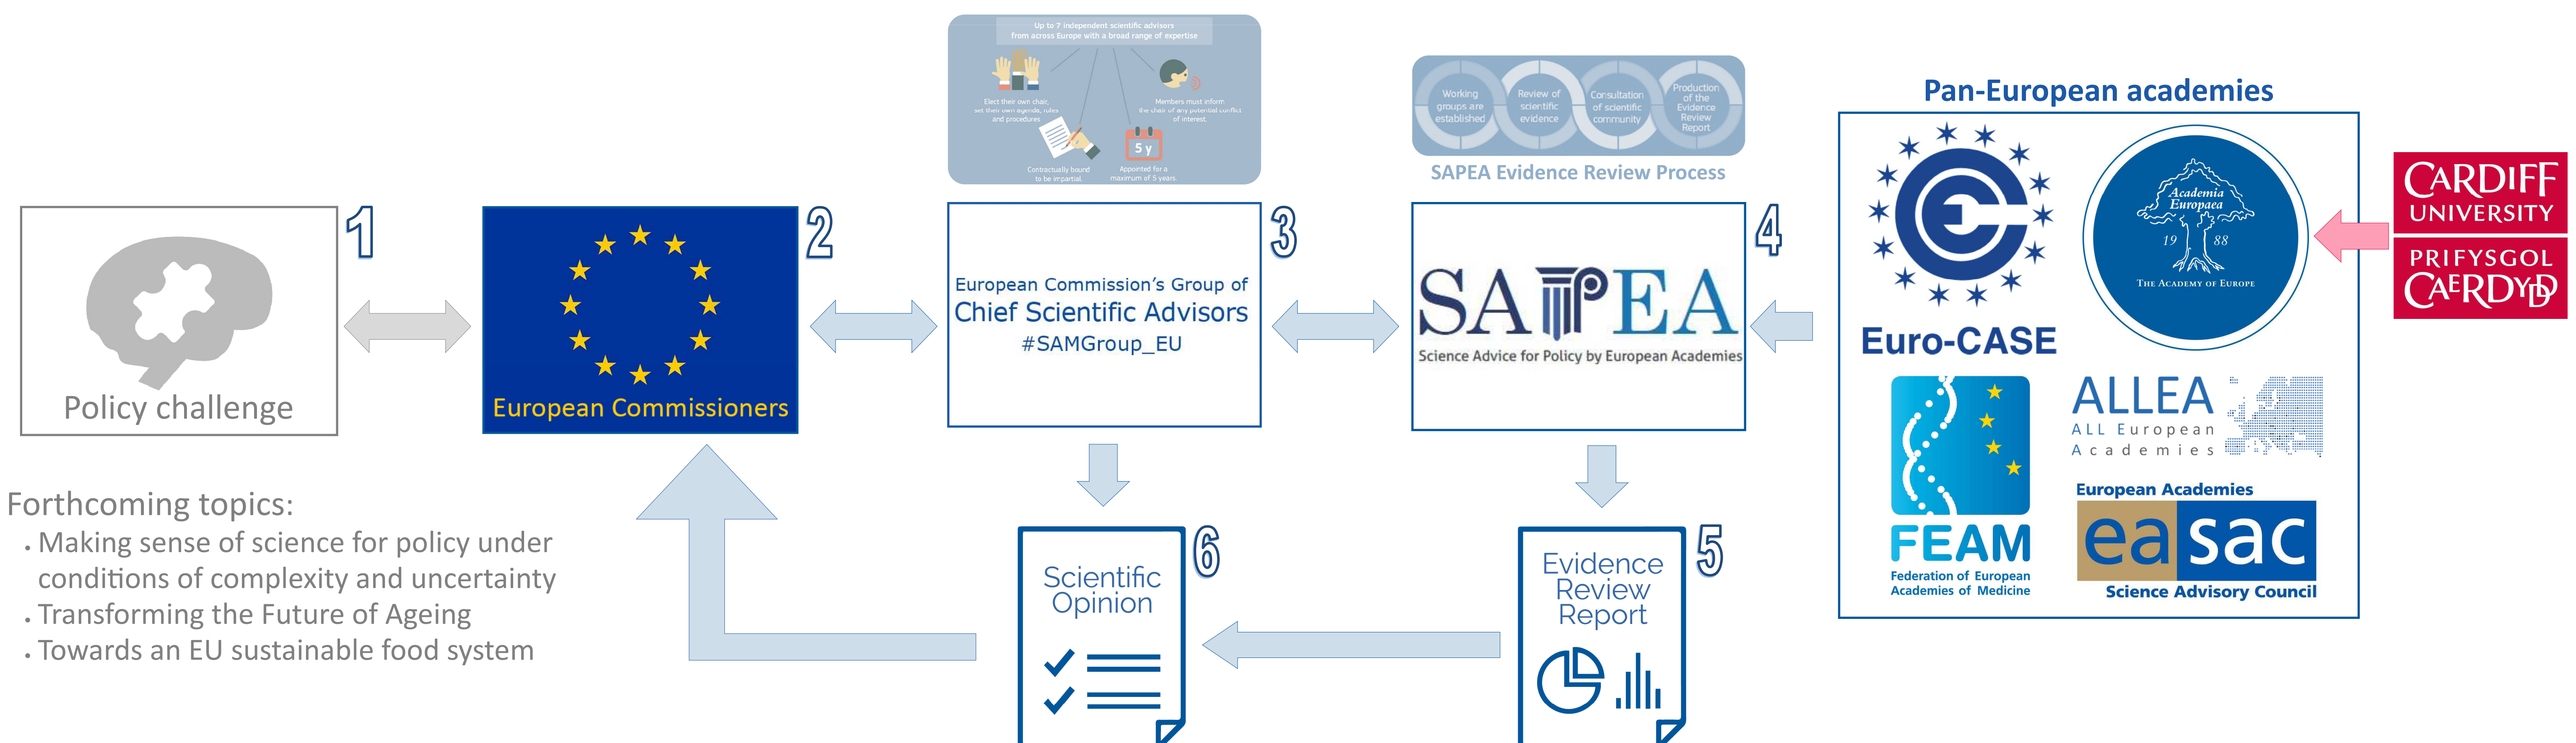 Up to 7 independent scientific advisors
from across Europe with a broad range of expertise
Elect their own chair,
set their own agenda, rules
and procedures
Members must inform
the chair of any potential conflict
of interest.
5 y
Contractually bound
to be impartial.
Appointed for a
maximum of 5 years.
Working
groups are
established
Review of
scientific
evidence
Consultation
of scientific
community
Production
of the
Evidence
Review
Report
SAPEA Evidence Review Process
Pan-European academies
1
Policy challenge
2
European Commissioners
3
European Commission's Group of
Chief Scientific Advisors
#SAMGroup_EU
4
SAPEA
Science Advice for Policy by European Academies
Euro-CASE
Academia
Europaea
19 88
THE ACADEMY OF EUROPE
CARDIFF
UNIVERSITY
PRIFYSGOL
CAERDYDD
FEAM
Federation of European
Academies of Medicine
ALLEA
ALL European
Academies
European Academies
easac
Science Advisory Council
Forthcoming topics:
• Making sense of science for policy under
conditions of complexity and uncertainty
• Transforming the Future of Ageing
• Towards an EU sustainable food system
6
Scientific
Opinion
5
Evidence
Review
Report